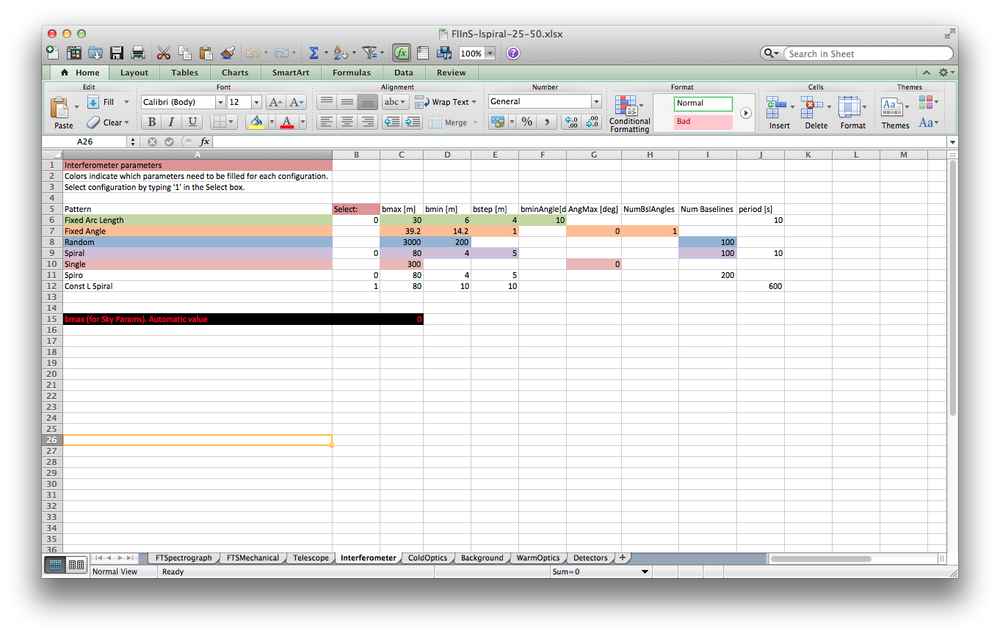 FIInS-lspiral-25-50.xlsx
100%
Search in Sheet
Home Layout Tables Charts SmartArt Formulas Data Review
Edit Font Alignment Number Format Cells Themes
Fill Calibri (Body) 12 A A abc Wrap Text General Normal
Paste Clear B I U A Merge % , .0 .00 .00 .0 Conditional Formatting Bad Insert Delete Format Themes Aa
A26 fx
A B C D E F G H I J K L M
1 Interferometer parameters
2 Colors indicate which parameters need to be filled for each configuration.
3 Select configuration by typing '1' in the Select box.
4
5 Pattern Select: bmax [m] bmin [m] bstep [m] bminAngle[d AngMax [deg] NumBslAngles Num Baselines period [s]
6 Fixed Arc Length 0 30 6 4 10 10
7 Fixed Angle 39.2 14.2 1 0 1
8 Random 3000 200 100
9 Spiral 0 80 4 5 100 10
10 Single 300 0
11 Spiro 0 80 4 5 200
12 Const L Spiral 1 80 10 10 600
13
14
15 bmax (for Sky Params). Automatic value 0
16
17
18
19
20
21
22
23
24
25
26
27
28
29
30
31
32
33
34
35
36
FTSpectrograph FTSMechanical Telescope Interferometer ColdOptics Background WarmOptics Detectors +
Normal View Ready Sum=0